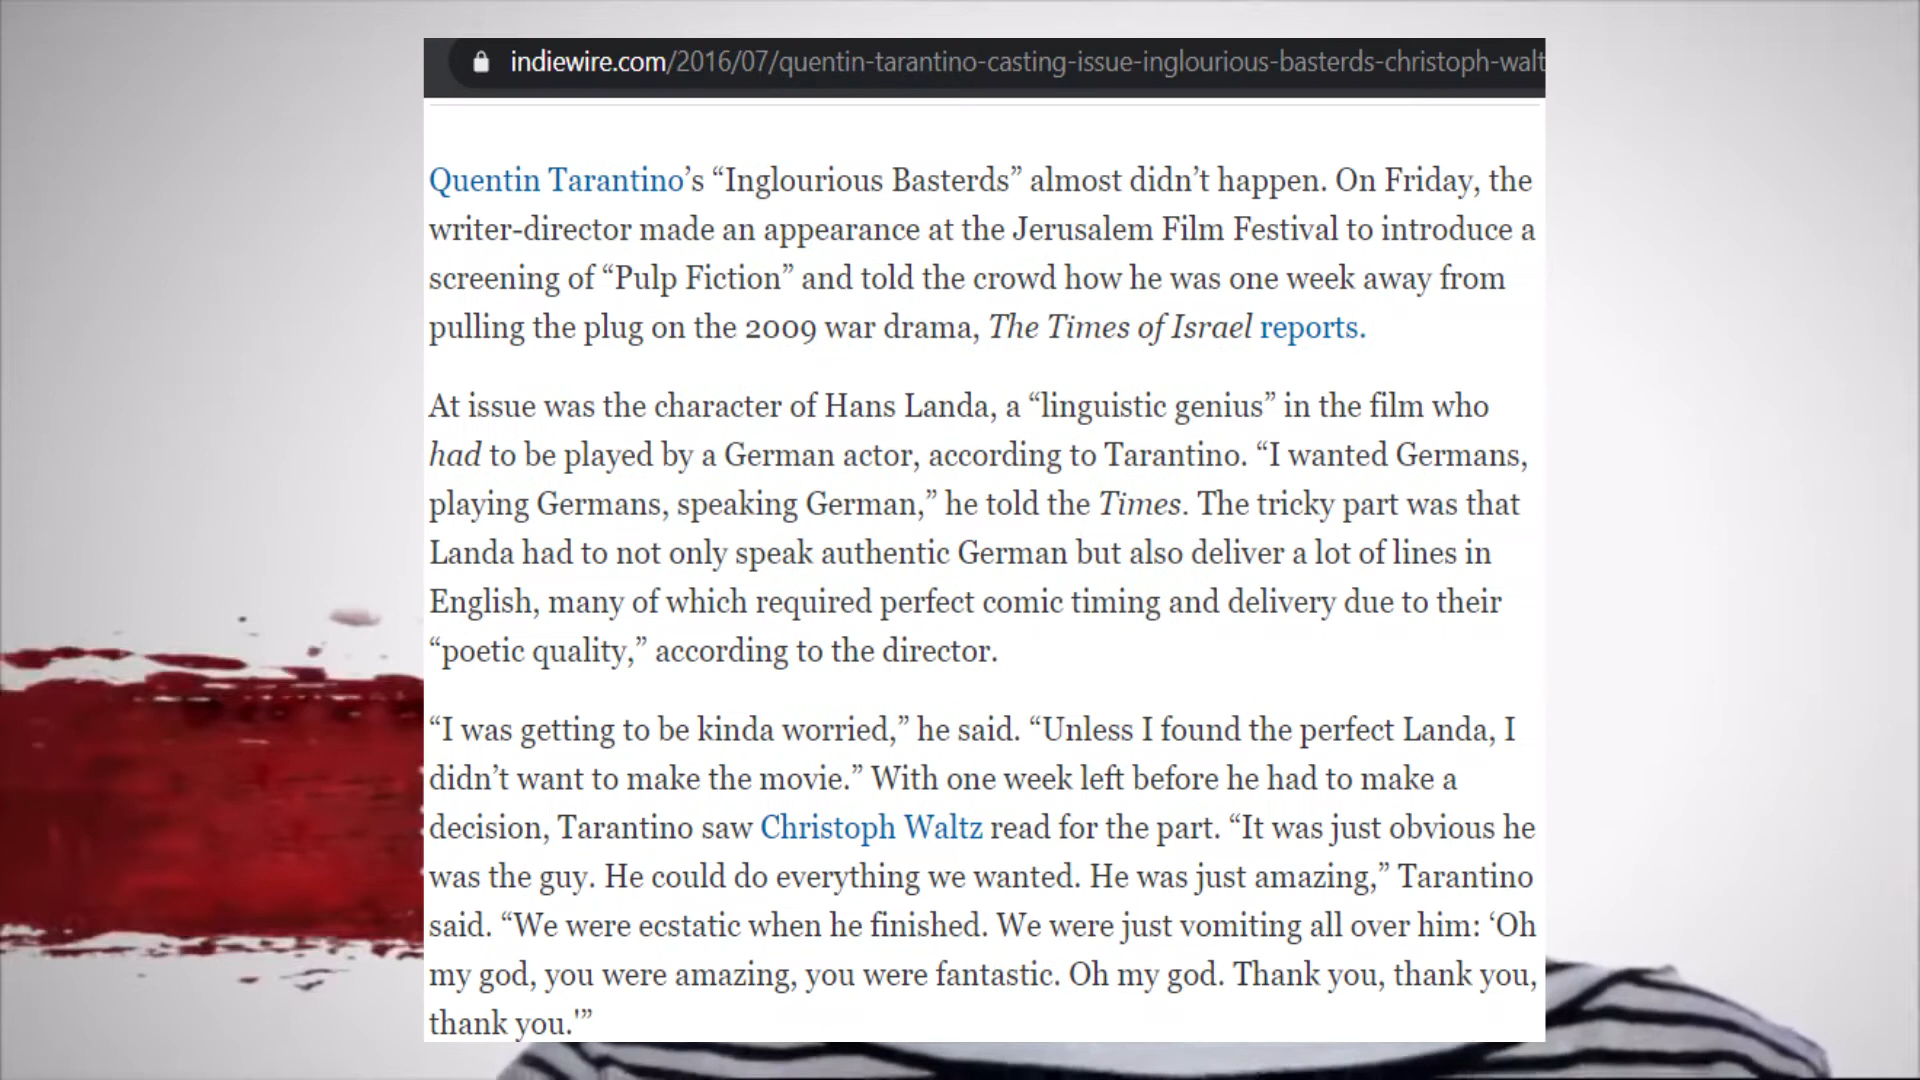 indiewire.com/2016/07/quentin-tarantino-casting-issue-inglourious-basterds-christoph-walt
Quentin Tarantino’s “Inglourious Basterds” almost didn’t happen. On Friday, the
writer-director made an appearance at the Jerusalem Film Festival to introduce a
screening of “Pulp Fiction” and told the crowd how he was one week away from
pulling the plug on the 2009 war drama, The Times of Israel reports.
At issue was the character of Hans Landa, a “linguistic genius” in the film who
had to be played by a German actor, according to Tarantino. “I wanted Germans,
playing Germans, speaking German,” he told the Times. The tricky part was that
Landa had to not only speak authentic German but also deliver a lot of lines in
English, many of which required perfect comic timing and delivery due to their
“poetic quality,” according to the director.
“I was getting to be kinda worried,” he said. “Unless I found the perfect Landa, I
didn’t want to make the movie.” With one week left before he had to make a
decision, Tarantino saw Christoph Waltz read for the part. “It was just obvious he
was the guy. He could do everything we wanted. He was just amazing,” Tarantino
said. “We were ecstatic when he finished. We were just vomiting all over him: ‘Oh
my god, you were amazing, you were fantastic. Oh my god. Thank you, thank you,
thank you.'”